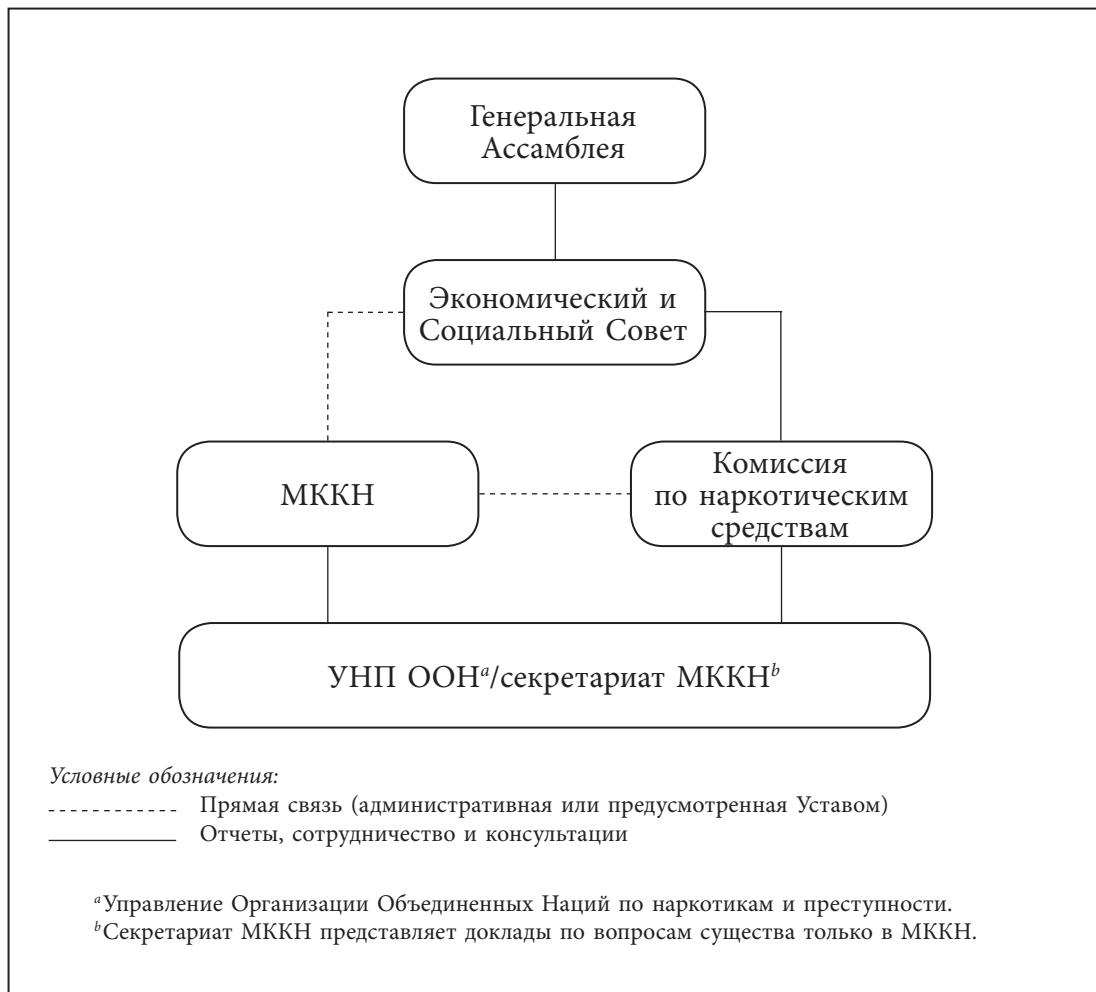 Генеральная
Ассамблея
Экономический и
Социальный Совет
МККН
Комиссия
по наркотическим
средствам
УНП ООНa/секретариат МККНb
Условные обозначения:
Прямая связь (административная или предусмотренная Уставом)
Отчеты, сотрудничество и консультации
aУправление Организации Объединенных Наций по наркотикам и преступности.
bСекретариат МККН представляет доклады по вопросам существа только в МККН.